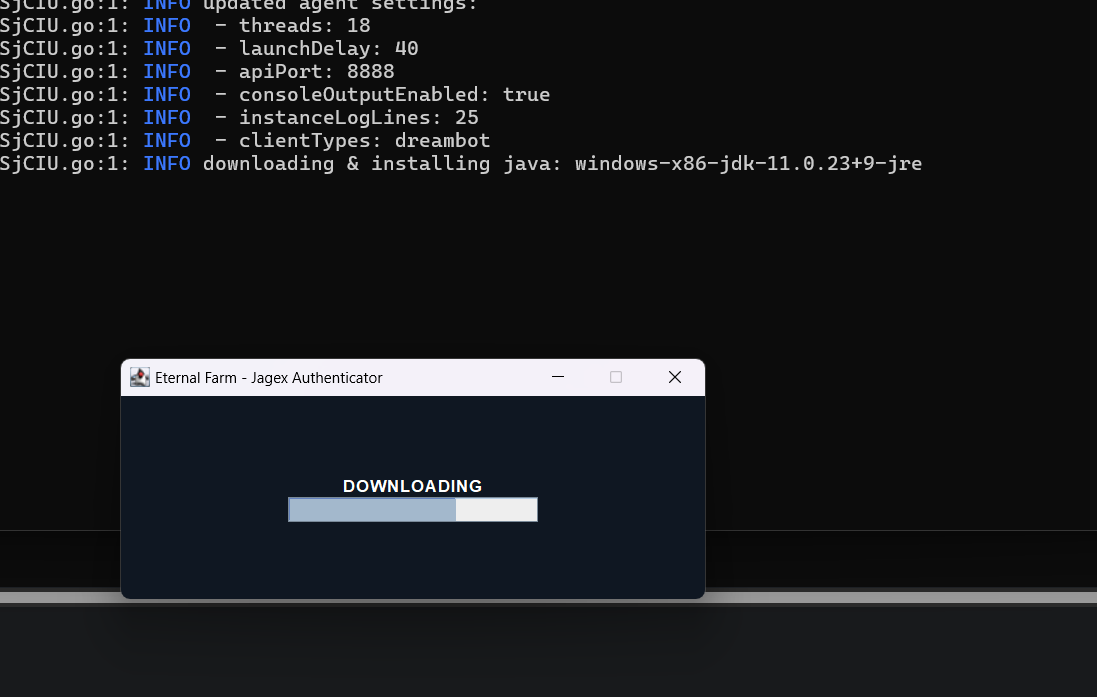 SjCIU.go:1: INFO updated agent settings:
SjCIU.go:1: INFO  - threads: 18
SjCIU.go:1: INFO  - launchDelay: 40
SjCIU.go:1: INFO  - apiPort: 8888
SjCIU.go:1: INFO  - consoleOutputEnabled: true
SjCIU.go:1: INFO  - instanceLogLines: 25
SjCIU.go:1: INFO  - clientTypes: dreambot
SjCIU.go:1: INFO downloading & installing java: windows-x86-jdk-11.0.23+9-jre
Eternal Farm - Jagex Authenticator
DOWNLOADING